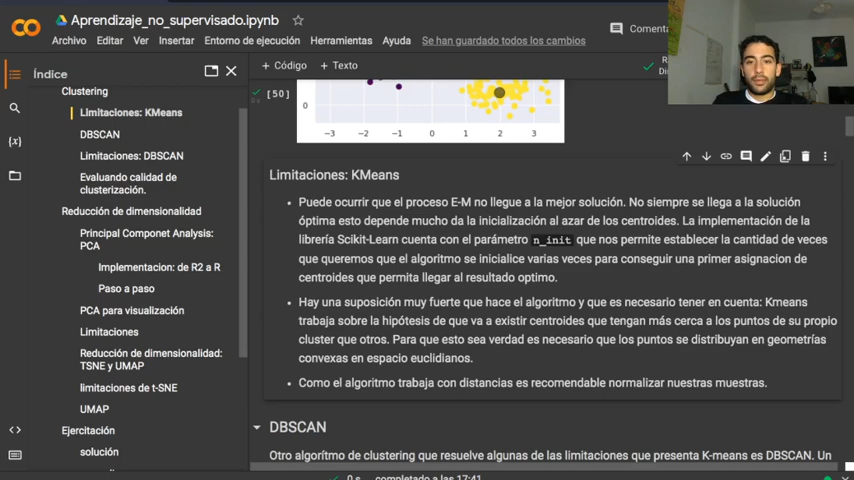 Aprendizaje_no_supervisado.ipynb
Archivo Editar Ver Insertar Entorno de ejecución Herramientas Ayuda Se han guardado todos los cambios
Índice
Clustering
Limitaciones: KMeans
DBSCAN
Limitaciones: DBSCAN
Evaluando calidad de
clusterización.
Reducción de dimensionalidad
Principal Componet Analysis:
PCA
Implementacion: de R2 a R
Paso a paso
PCA para visualización
Limitaciones
Reducción de dimensionalidad:
TSNE y UMAP
limitaciones de t-SNE
UMAP
Ejercitación
solución
+ Código + Texto
[50]
0
−3 −2 −1 0 1 2 3
Limitaciones: KMeans
• Puede ocurrir que el proceso E-M no llegue a la mejor solución. No siempre se llega a la solución
óptima esto depende mucho da la inicialización al azar de los centroides. La implementación de la
librería Scikit-Learn cuenta con el parámetro n_init que nos permite establecer la cantidad de veces
que queremos que el algoritmo se inicialice varias veces para conseguir una primer asignacion de
centroides que permita llegar al resultado optimo.
• Hay una suposición muy fuerte que hace el algoritmo y que es necesario tener en cuenta: Kmeans
trabaja sobre la hipótesis de que va a existir centroides que tengan más cerca a los puntos de su propio
cluster que otros. Para que esto sea verdad es necesario que los puntos se distribuyan en geometrías
convexas en espacio euclidianos.
• Como el algoritmo trabaja con distancias es recomendable normalizar nuestras muestras.
DBSCAN
Otro algorítmo de clustering que resuelve algunas de las limitaciones que presenta K-means es DBSCAN. Un
0 s completado a las 17:41